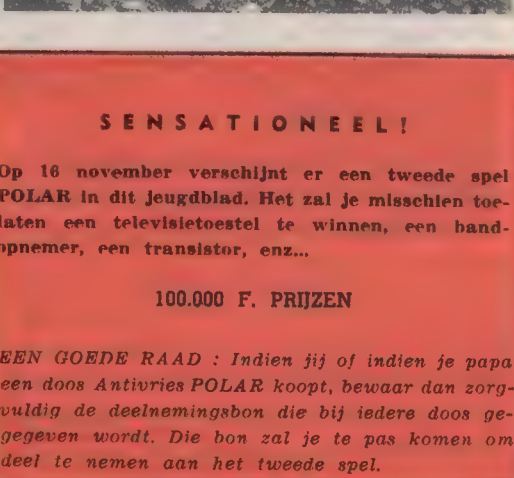 SENSATIONEEL!
Op 16 november verschijnt er een tweede spel
POLAR in dit jeugdblad. Het zal je misschien toe-
laten een televisietoestel te winnen, een band-
opnemer, een transistor, enz...
100.000 F. PRIJZEN
EEN GOEDE RAAD : Indien jij of indien je papa
een doos Antivries POLAR koopt, bewaar dan zorg-
vuldig de deelnemingsbon die bij iedere doos ge-
gegeven wordt. Die bon zal je te pas komen om
deel te nemen aan het tweede spel.